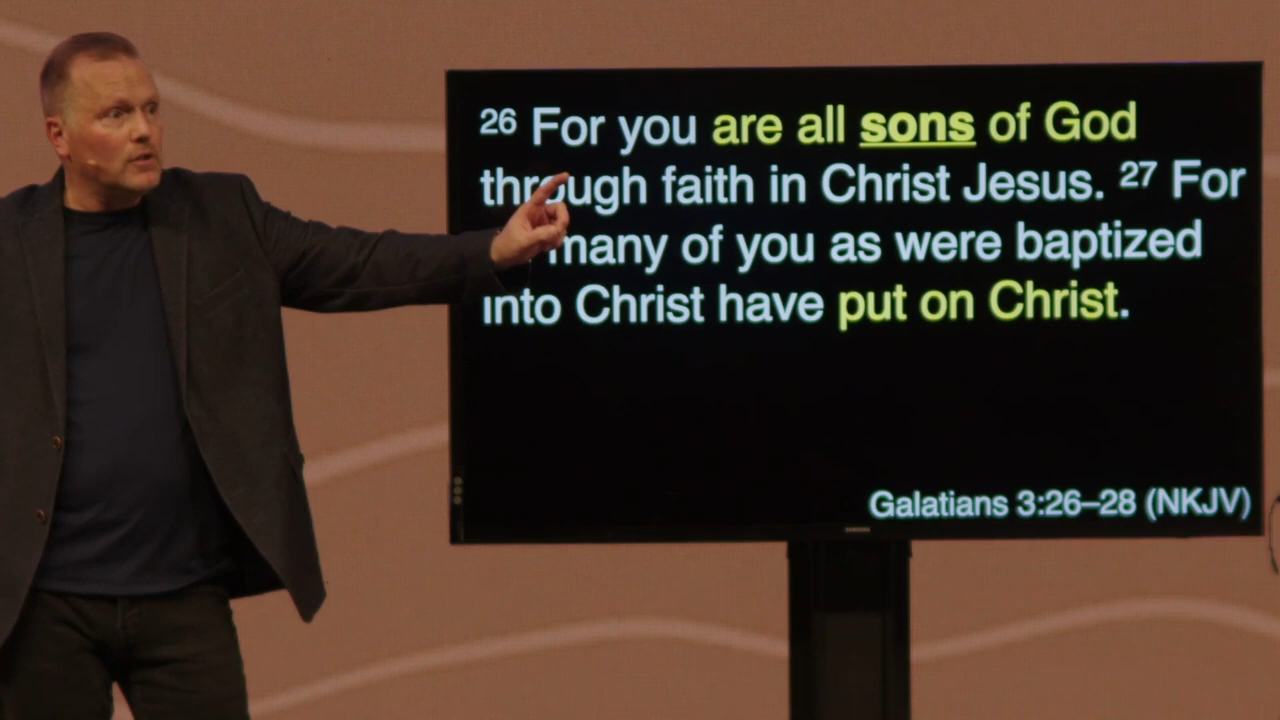 26 For you are all sons of God
through faith in Christ Jesus. 27 For
many of you as were baptized
into Christ have put on Christ.
Galatians 3:26–28 (NKJV)
SAMSUNG